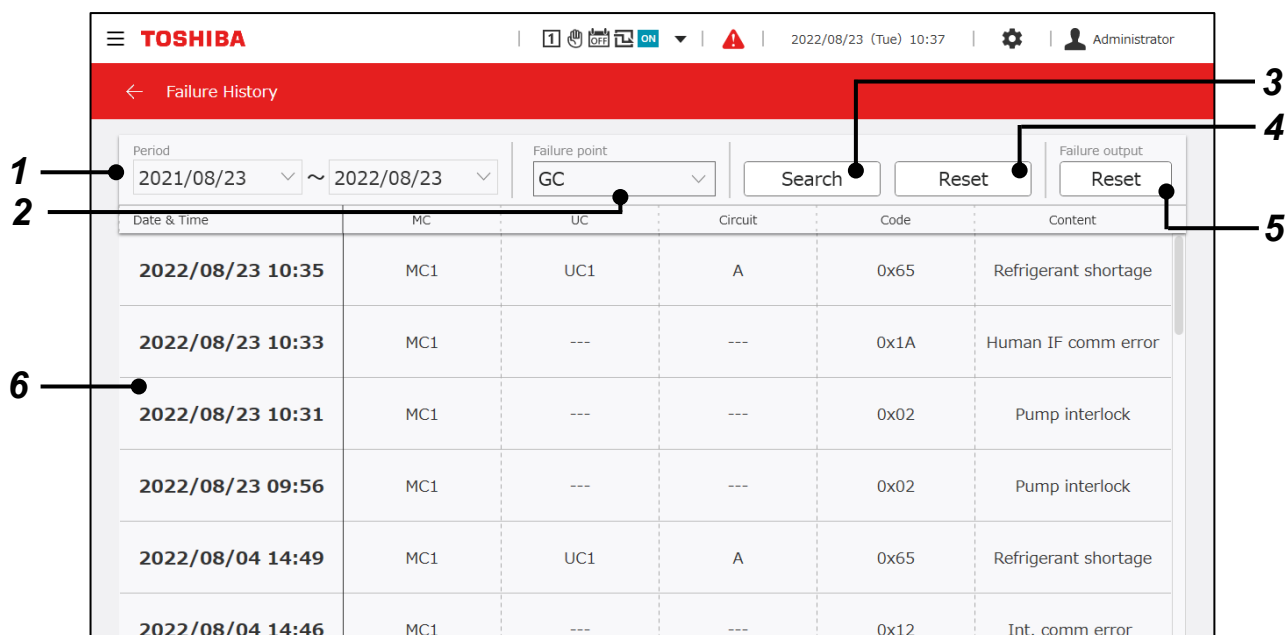 TOSHIBA 1 OFF ON 2022/08/23 (Tue) 10:37 Administrator
Failure History
3
4
Period Failure point Failure output
1 2021/08/23 ~ 2022/08/23 GC Search Reset Reset
2
5
Date & Time MC UC Circuit Code Content
2022/08/23 10:35 MC1 UC1 A 0x65 Refrigerant shortage
2022/08/23 10:33 MC1 --- --- 0x1A Human IF comm error
6
2022/08/23 10:31 MC1 --- --- 0x02 Pump interlock
2022/08/23 09:56 MC1 --- --- 0x02 Pump interlock
2022/08/04 14:49 MC1 UC1 A 0x65 Refrigerant shortage
2022/08/04 14:46 MC1 --- --- 0x12 Int. comm error